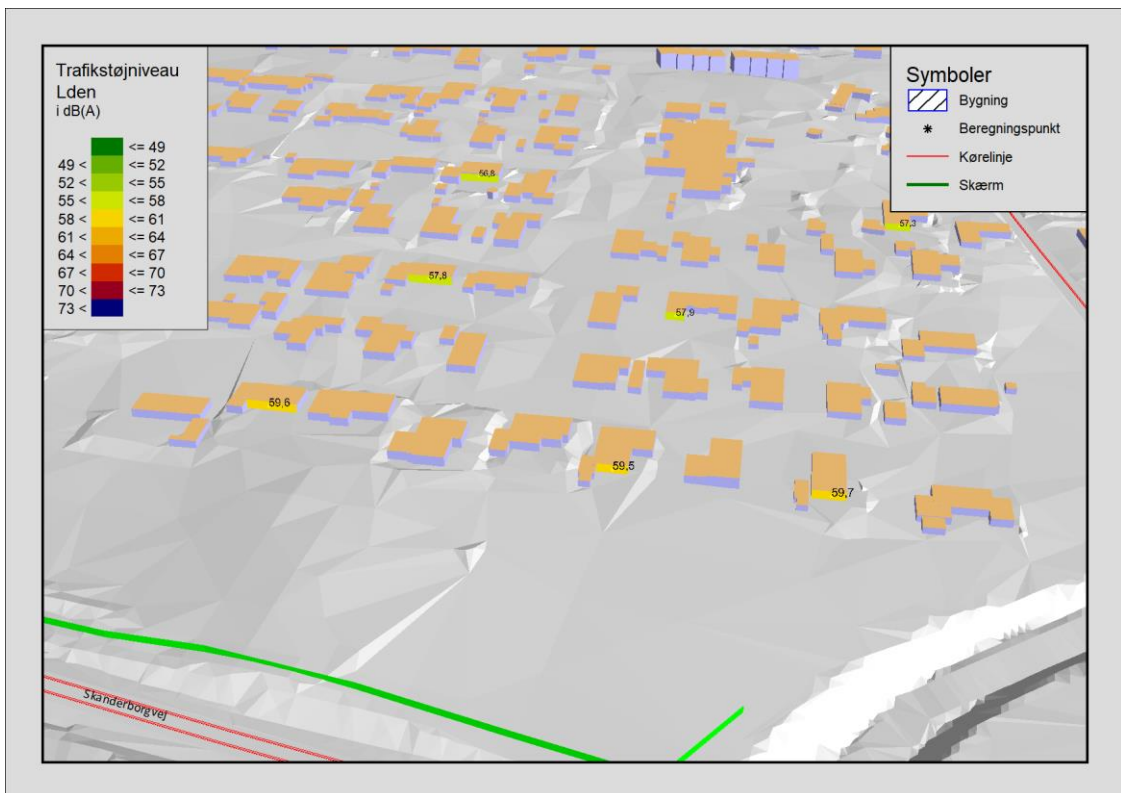 Trafikstøjniveau
Lden
i dB(A)
<= 49
49 < <= 52
52 < <= 55
55 < <= 58
58 < <= 61
61 < <= 64
64 < <= 67
67 < <= 70
70 < <= 73
73 <
Symboler
Bygning
Beregningspunkt
Kørelinje
Skærm
56,8
57,3
57,8
57,9
59,6
59,5
59,7
Skanderborgvej